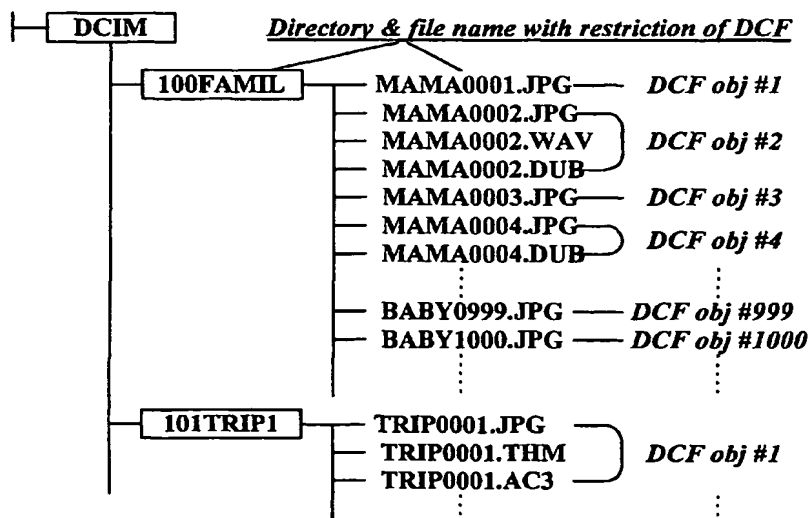 DCIM Directory & file name with restriction of DCF
100FAMIL MAMA0001.JPG DCF obj #1
MAMA0002.JPG
MAMA0002.WAV DCF obj #2
MAMA0002.DUB
MAMA0003.JPG DCF obj #3
MAMA0004.JPG
DCF obj #4
MAMA0004.DUB
BABY0999.JPG DCF obj #999
BABY1000.JPG DCF obj #1000
101TRIP1 TRIP0001.JPG
TRIP0001.THM DCF obj #1
TRIP0001.AC3